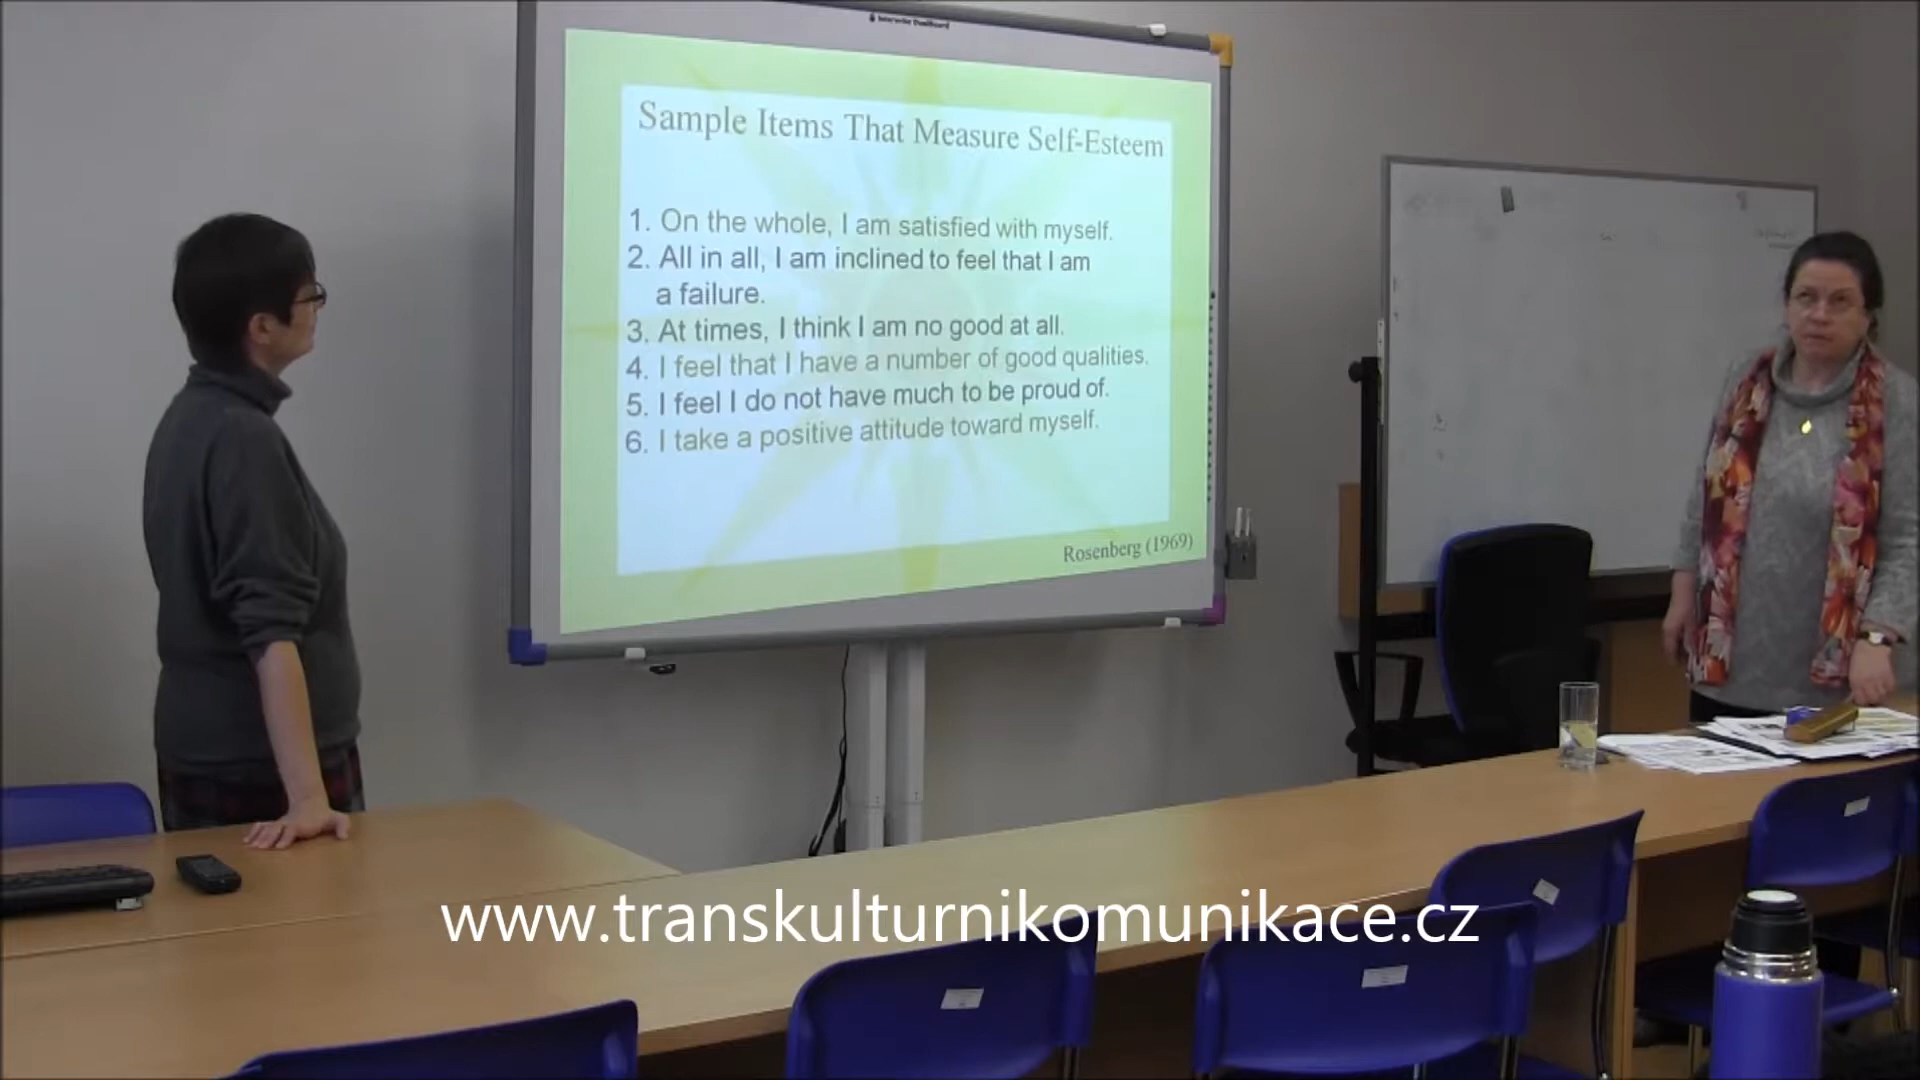 Interactive DualBoard
Sample Items That Measure Self-Esteem
1. On the whole, I am satisfied with myself.
2. All in all, I am inclined to feel that I am
a failure.
3. At times, I think I am no good at all.
4. I feel that I have a number of good qualities.
5. I feel I do not have much to be proud of.
6. I take a positive attitude toward myself.
Rosenberg (1969)
www.transkulturnikomunikace.cz